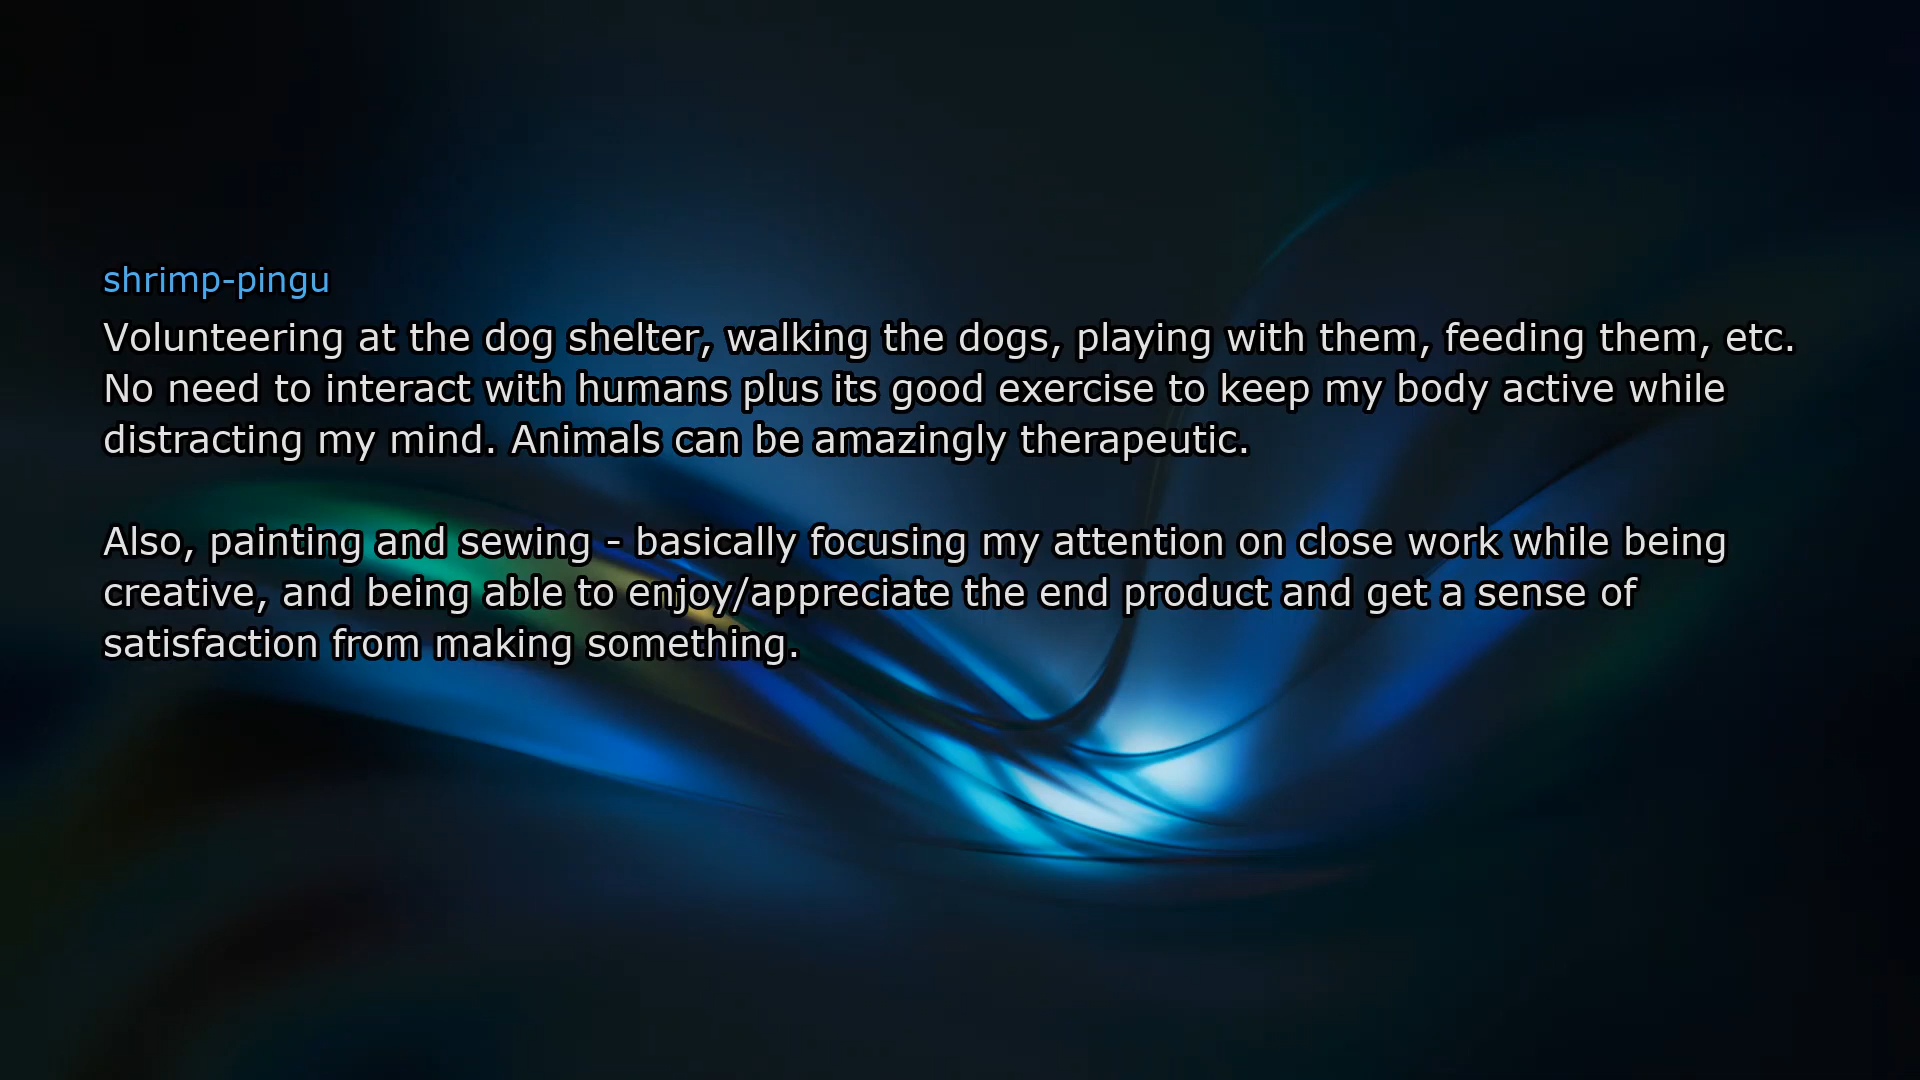 shrimp-pingu
Volunteering at the dog shelter, walking the dogs, playing with them, feeding them, etc.
No need to interact with humans plus its good exercise to keep my body active while
distracting my mind. Animals can be amazingly therapeutic.
Also, painting and sewing - basically focusing my attention on close work while being
creative, and being able to enjoy/appreciate the end product and get a sense of
satisfaction from making something.